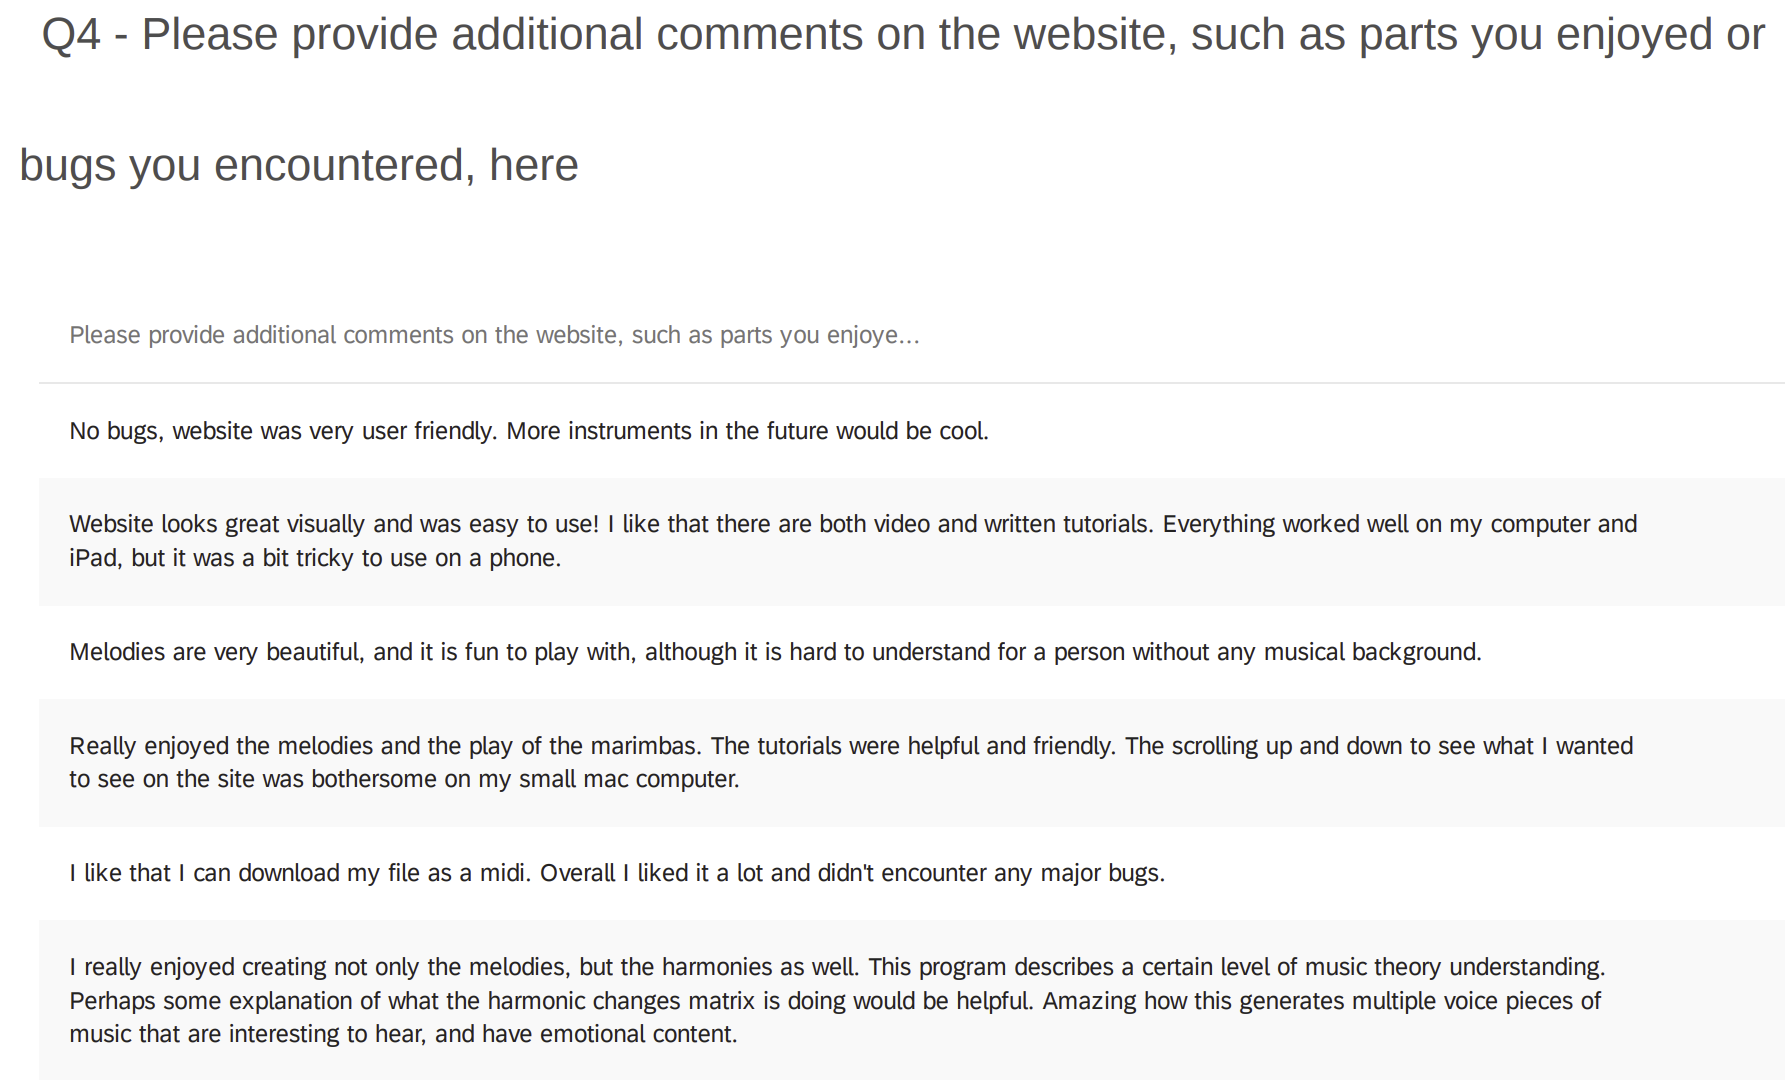 Q4 - Please provide additional comments on the website, such as parts you enjoyed or
bugs you encountered, here
Please provide additional comments on the website, such as parts you enjoye...
No bugs, website was very user friendly. More instruments in the future would be cool.
Website looks great visually and was easy to use! I like that there are both video and written tutorials. Everything worked well on my computer and
iPad, but it was a bit tricky to use on a phone.
Melodies are very beautiful, and it is fun to play with, although it is hard to understand for a person without any musical background.
Really enjoyed the melodies and the play of the marimbas. The tutorials were helpful and friendly. The scrolling up and down to see what I wanted
to see on the site was bothersome on my small mac computer.
I like that I can download my file as a midi. Overall I liked it a lot and didn't encounter any major bugs.
I really enjoyed creating not only the melodies, but the harmonies as well. This program describes a certain level of music theory understanding.
Perhaps some explanation of what the harmonic changes matrix is doing would be helpful. Amazing how this generates multiple voice pieces of
music that are interesting to hear, and have emotional content.